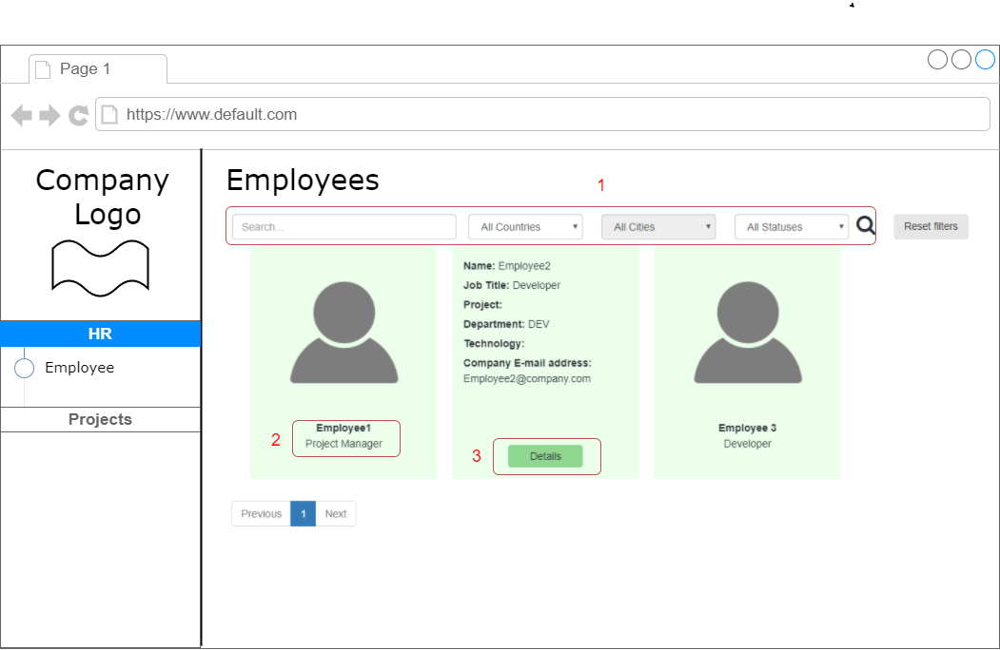 Page 1
https://www.default.com
Company
Logo
HR
Employee
Projects
Employees
1
Search...
All Countries
All Cities
All Statuses
Reset filters
2
Employee1
Project Manager
Name: Employee2
Job Title: Developer
Project:
Department: DEV
Technology:
Company E-mail address:
Employee2@company.com
3
Details
Employee 3
Developer
Previous
1
Next